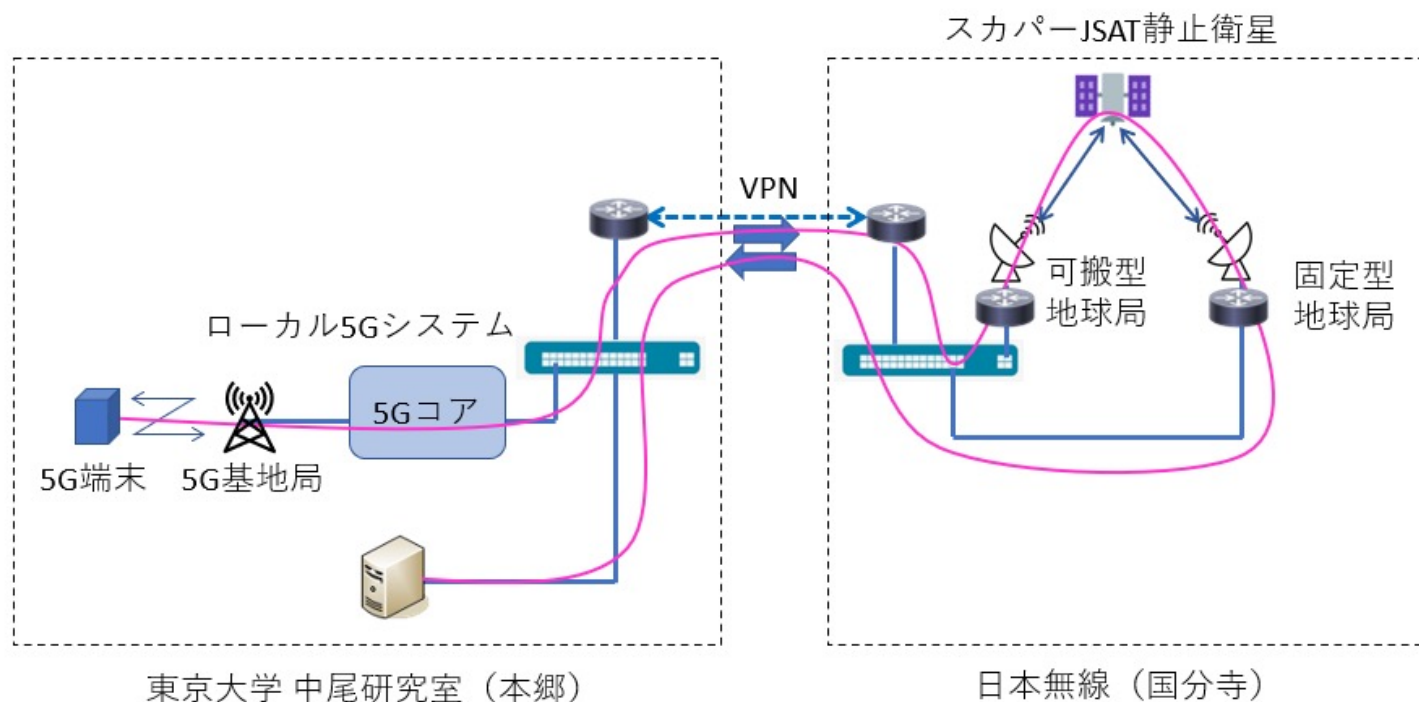 スカパーJSAT静止衛星
VPN
可搬型
地球局
固定型
地球局
ローカル5Gシステム
5Gコア
5G端末
5G基地局
東京大学 中尾研究室（本郷）
日本無線（国分寺）